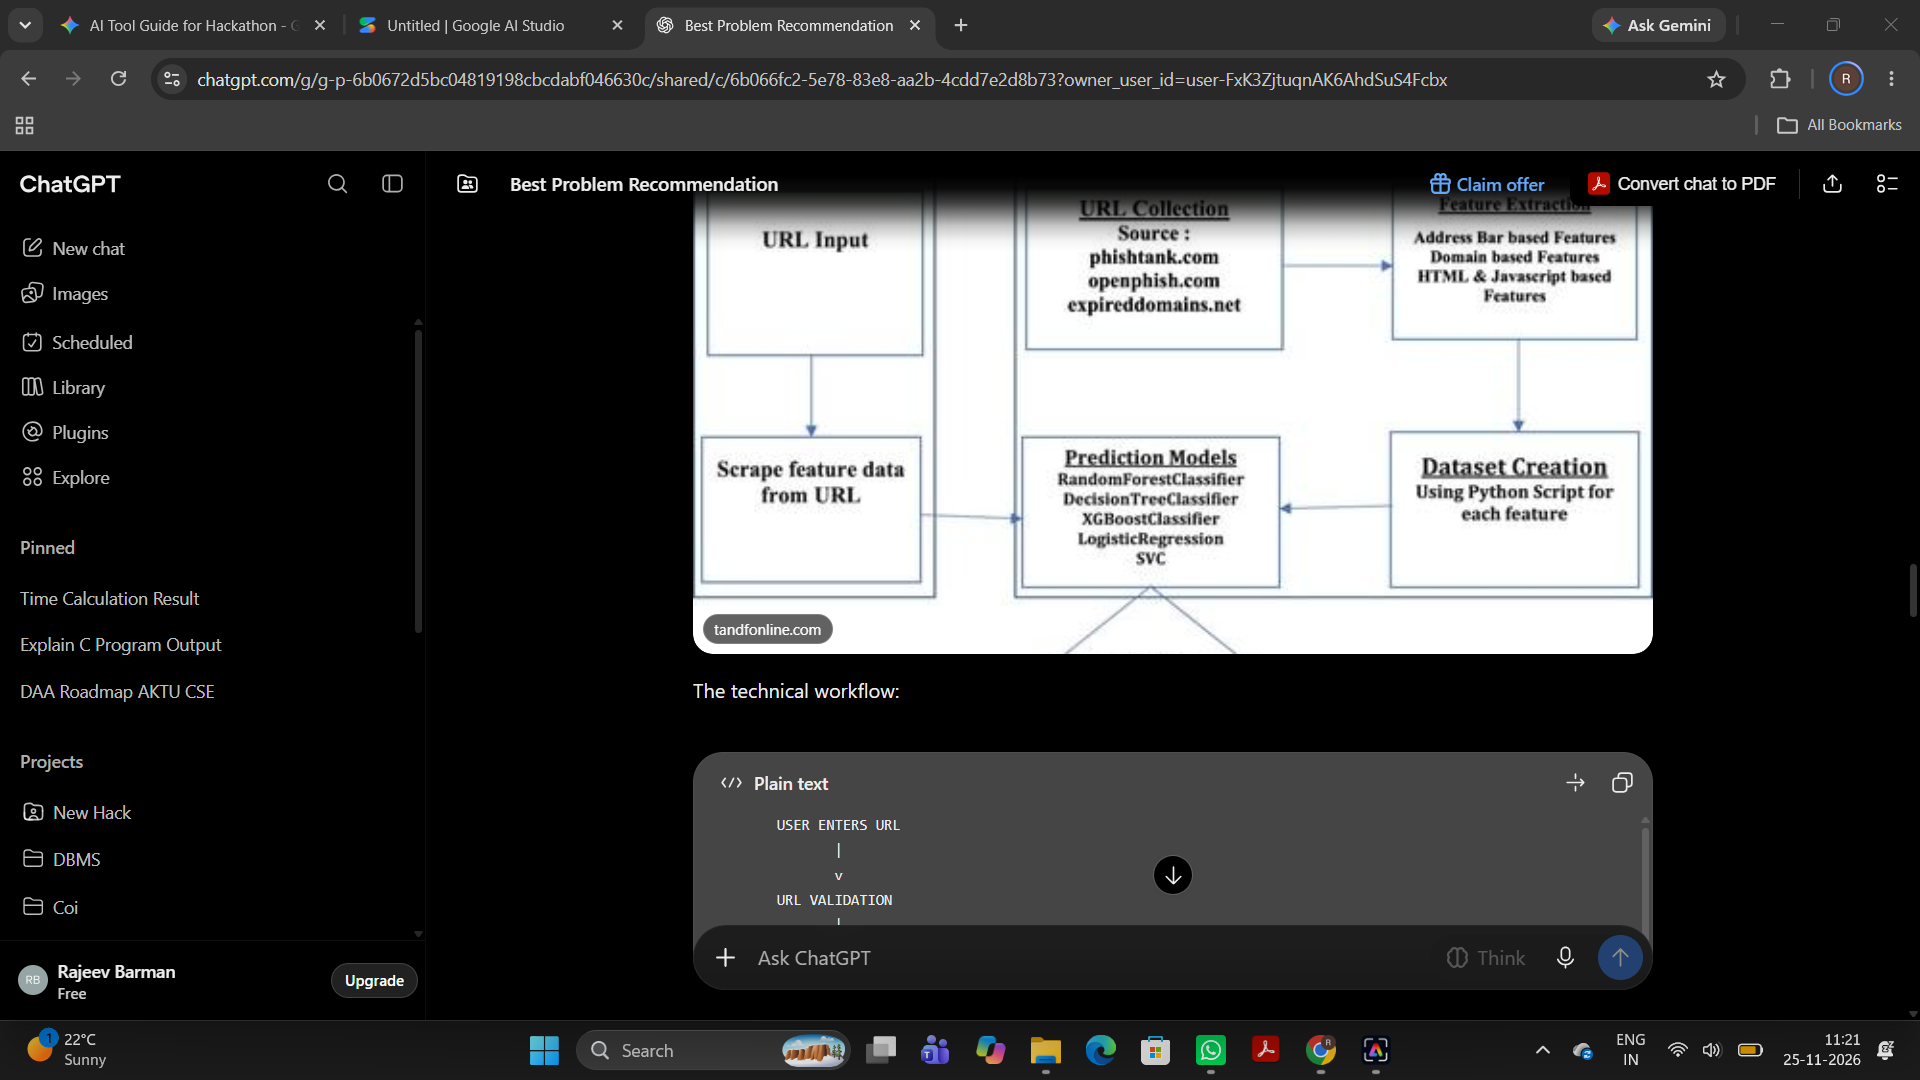 AI Tool Guide for Hackathon - G
Untitled | Google AI Studio
Best Problem Recommendation
Ask Gemini
chatgpt.com/g/g-p-6b0672d5bc04819198cbcdabf046630c/shared/c/6b066fc2-5e78-83e8-aa2b-4cdd7e2d8b73?owner_user_id=user-FxK3ZjtuqnAK6AhdSuS4Fcbx
R
All Bookmarks
ChatGPT
Best Problem Recommendation
Claim offer
Convert chat to PDF
New chat
Images
Scheduled
Library
Plugins
Explore
Pinned
Time Calculation Result
Explain C Program Output
DAA Roadmap AKTU CSE
Projects
New Hack
DBMS
Coi
RB
Rajeev Barman
Free
Upgrade
URL Input
URL Collection
Source :
phishtank.com
openphish.com
expireddomains.net
Feature Extraction
Address Bar based Features
Domain based Features
HTML & Javascript based
Features
Scrape feature data
from URL
Prediction Models
RandomForestClassifier
DecisionTreeClassifier
XGBoostClassifier
LogisticRegression
SVC
Dataset Creation
Using Python Script for
each feature
tandfonline.com
The technical workflow:
Plain text
USER ENTERS URL
|
v
URL VALIDATION
|
Ask ChatGPT
Think
1
22°C
Sunny
Search
ENG
IN
11:21
25-11-2026